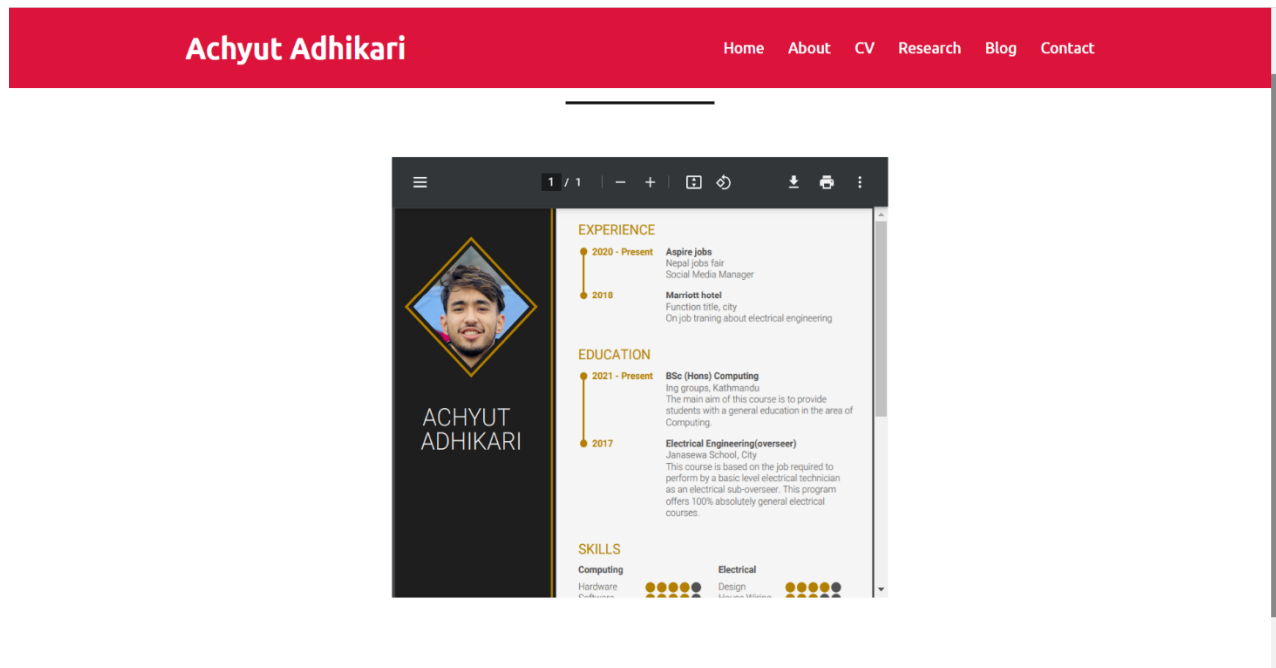 Achyut Adhikari
Home About CV Research Blog Contact
1 / 1
ACHYUT
ADHIKARI
EXPERIENCE
2020 - Present Aspire jobs
Nepal jobs fair
Social Media Manager
2018 Marriott hotel
Function title, city
On job traning about electrical engineering
EDUCATION
2021 - Present BSc (Hons) Computing
Ing groups, Kathmandu
The main aim of this course is to provide
students with a general education in the area of
Computing.
2017 Electrical Engineering(overseer)
Janasewa School, City
This course is based on the job required to
perform by a basic level electrical technician
as an electrical sub-overseer. This program
offers 100% absolutely general electrical
courses.
SKILLS
Computing Electrical
Hardware Design
Software House Wiring